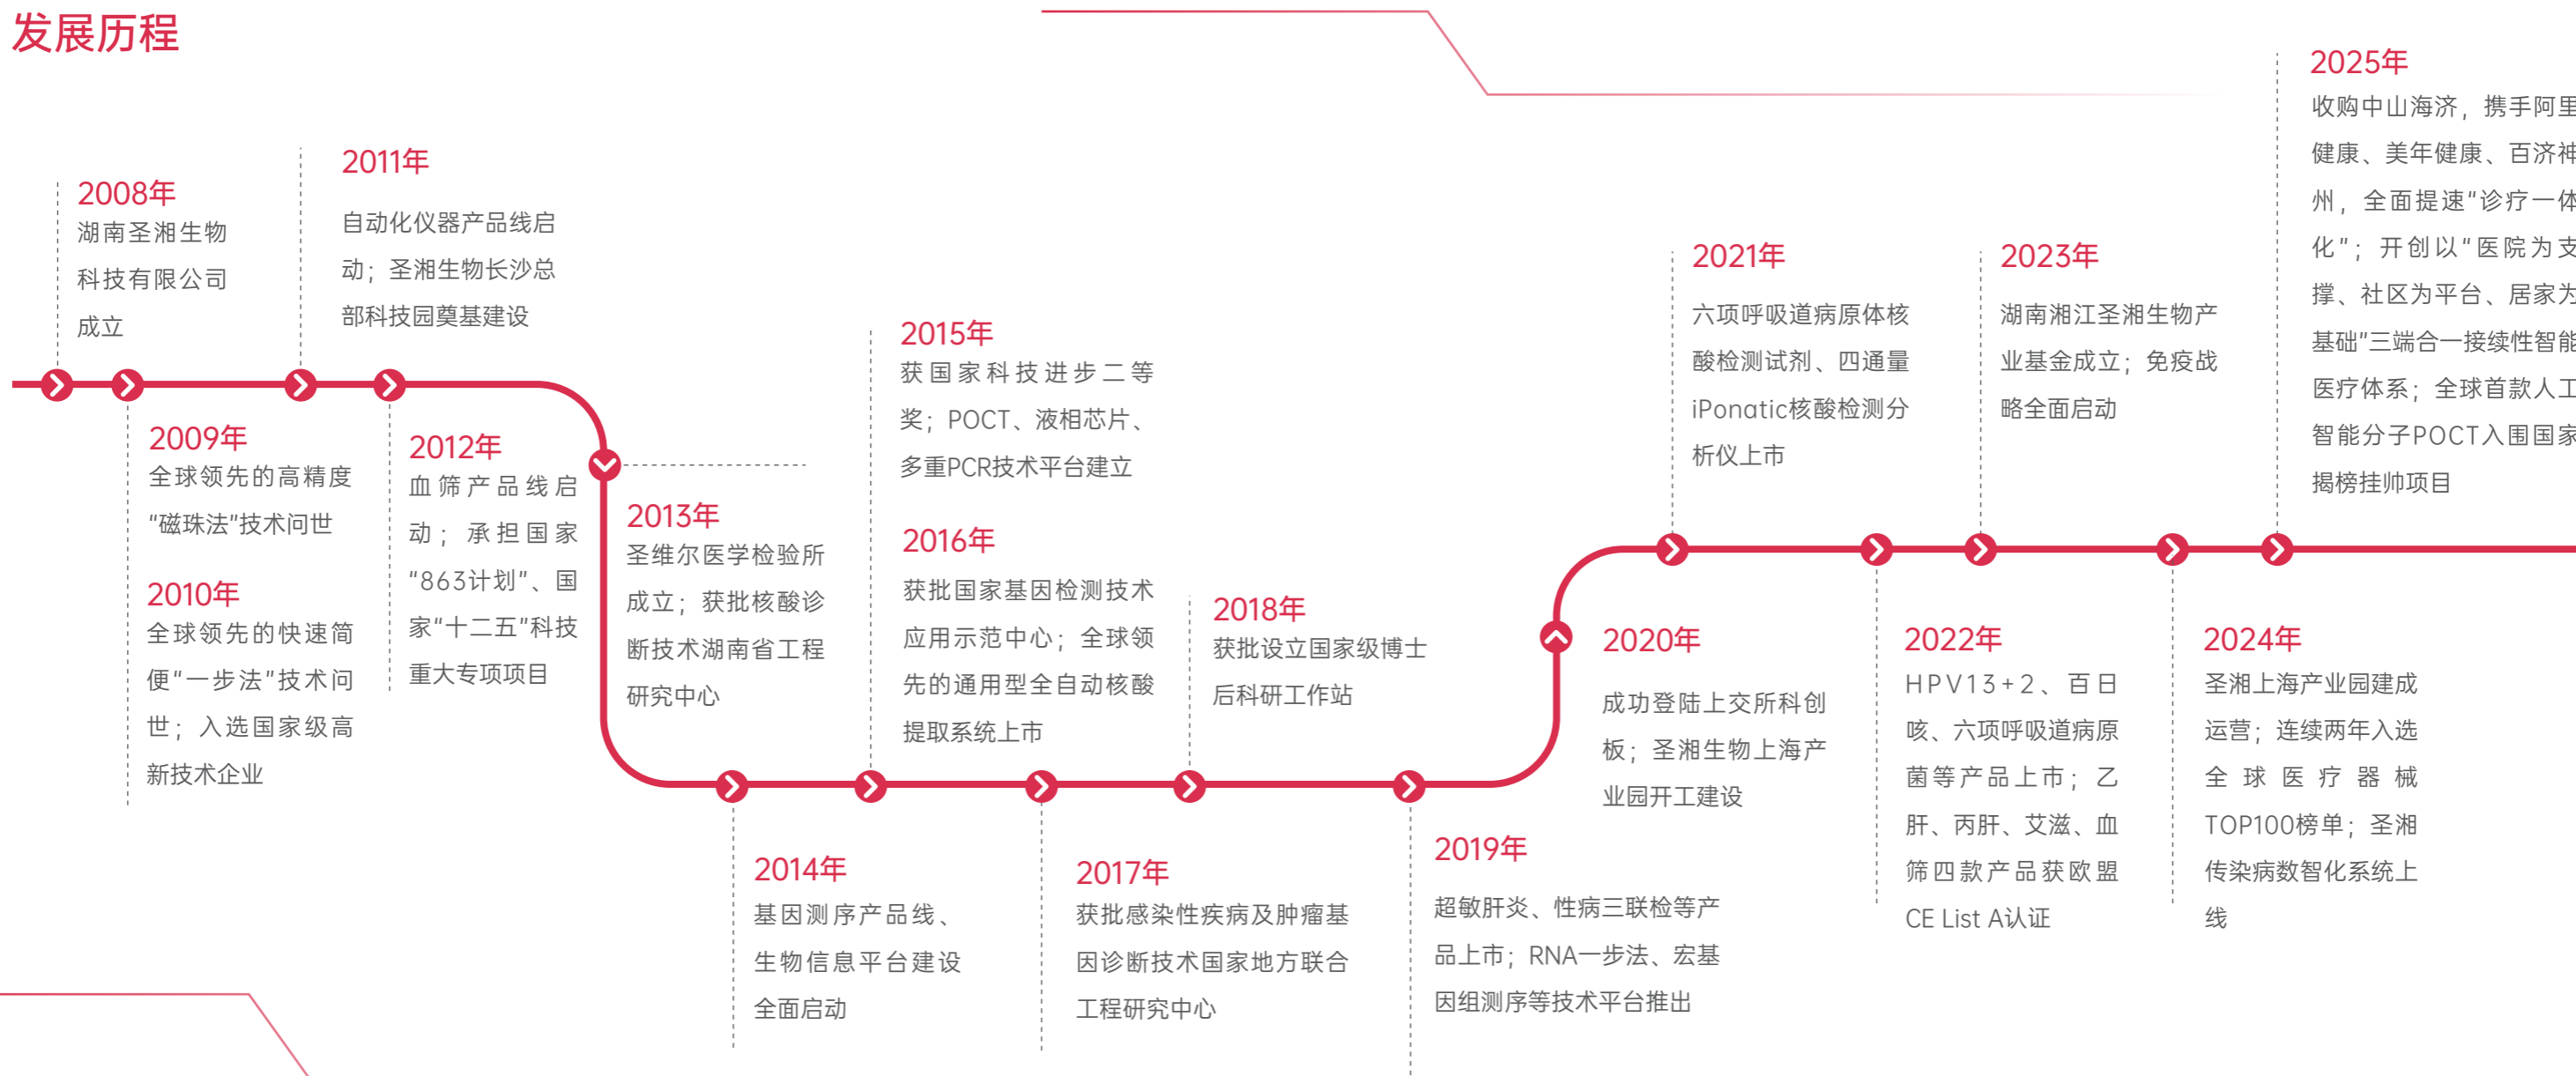 发展历程
2008年
湖南圣湘生物
科技有限公司
成立
2009年
全球领先的高精度
“磁珠法”技术问世
2010年
全球领先的快速简
便“一步法”技术问
世；入选国家级高
新技术企业
2011年
自动化仪器产品线启
动；圣湘生物长沙总
部科技园奠基建设
2012年
血筛产品线启
动；承担国家
“863计划”、国
家“十二五”科技
重大专项项目
2013年
圣维尔医学检验所
成立；获批核酸诊
断技术湖南省工程
研究中心
2014年
基因测序产品线、
生物信息平台建设
全面启动
2015年
获国家科技进步二等
奖；POCT、液相芯片、
多重PCR技术平台建立
2016年
获批国家基因检测技术
应用示范中心；全球领
先的通用型全自动核酸
提取系统上市
2017年
获批感染性疾病及肿瘤基
因诊断技术国家地方联合
工程研究中心
2018年
获批设立国家级博士
后科研工作站
2019年
超敏肝炎、性病三联检等产
品上市；RNA一步法、宏基
因组测序等技术平台推出
2020年
成功登陆上交所科创
板；圣湘生物上海产
业园开工建设
2021年
六项呼吸道病原体核
酸检测试剂、四通量
iPonatic核酸检测分
析仪上市
2022年
HPV13+2、百日
咳、六项呼吸道病原
菌等产品上市；乙
肝、丙肝、艾滋、血
筛四款产品获欧盟
CE List A认证
2023年
湖南湘江圣湘生物产
业基金成立；免疫战
略全面启动
2024年
圣湘上海产业园建成
运营；连续两年入选
全球医疗器械
TOP100榜单；圣湘
传染病数智化系统上
线
2025年
收购中山海济，携手阿里
健康、美年健康、百济神
州，全面提速“诊疗一体
化”；开创以“医院为支
撑、社区为平台、居家为
基础”三端合一接续性智能
医疗体系；全球首款人工
智能分子POCT入围国家
揭榜挂帅项目